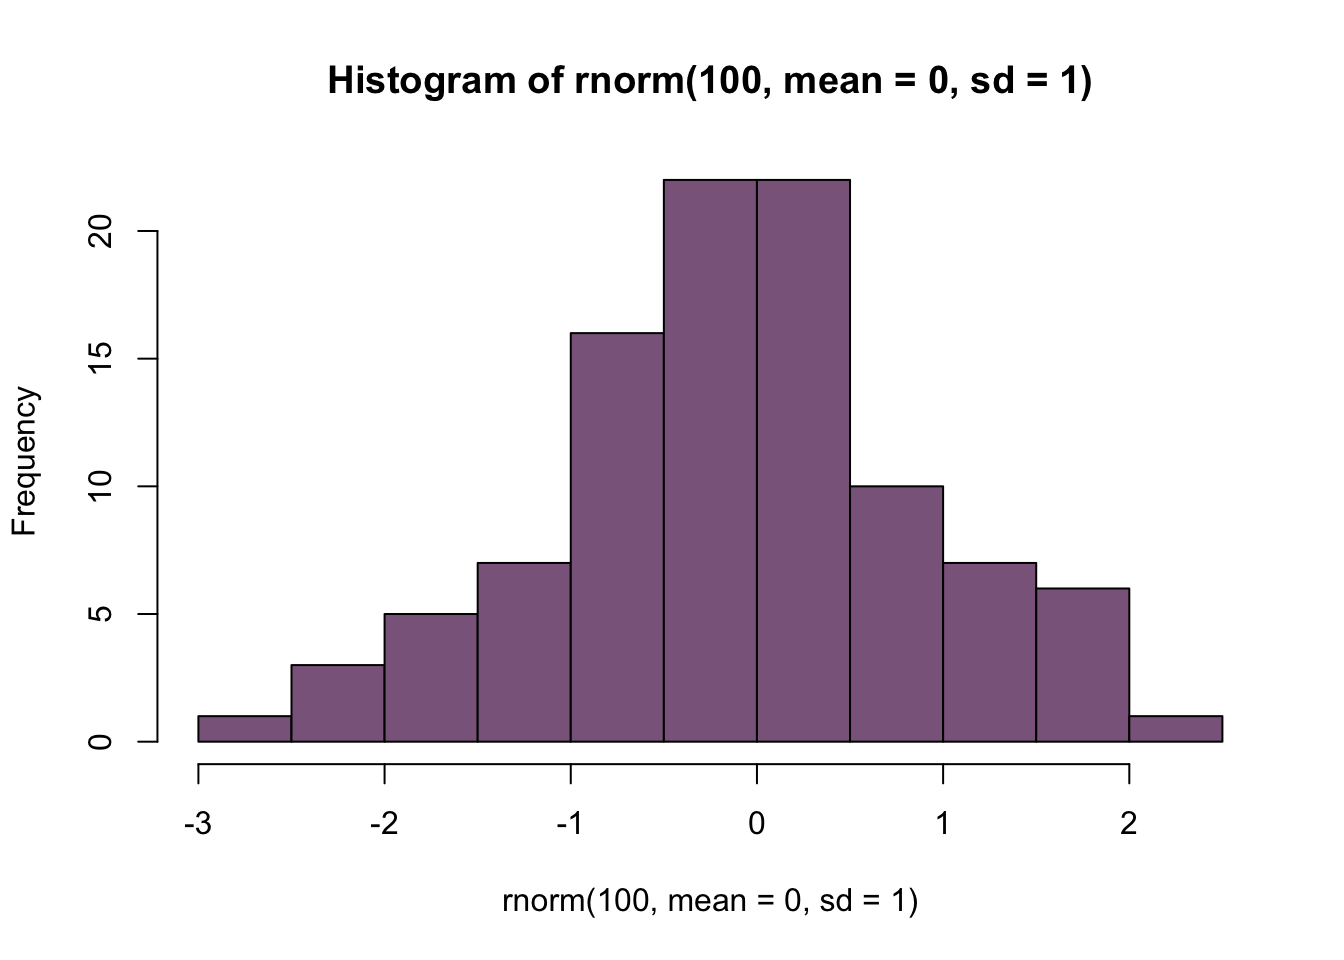 Histogram of rnorm(100, mean = 0, sd = 1)
Frequency
20
15
10
5
0
-3 -2 -1 0 1 2
rnorm(100, mean = 0, sd = 1)